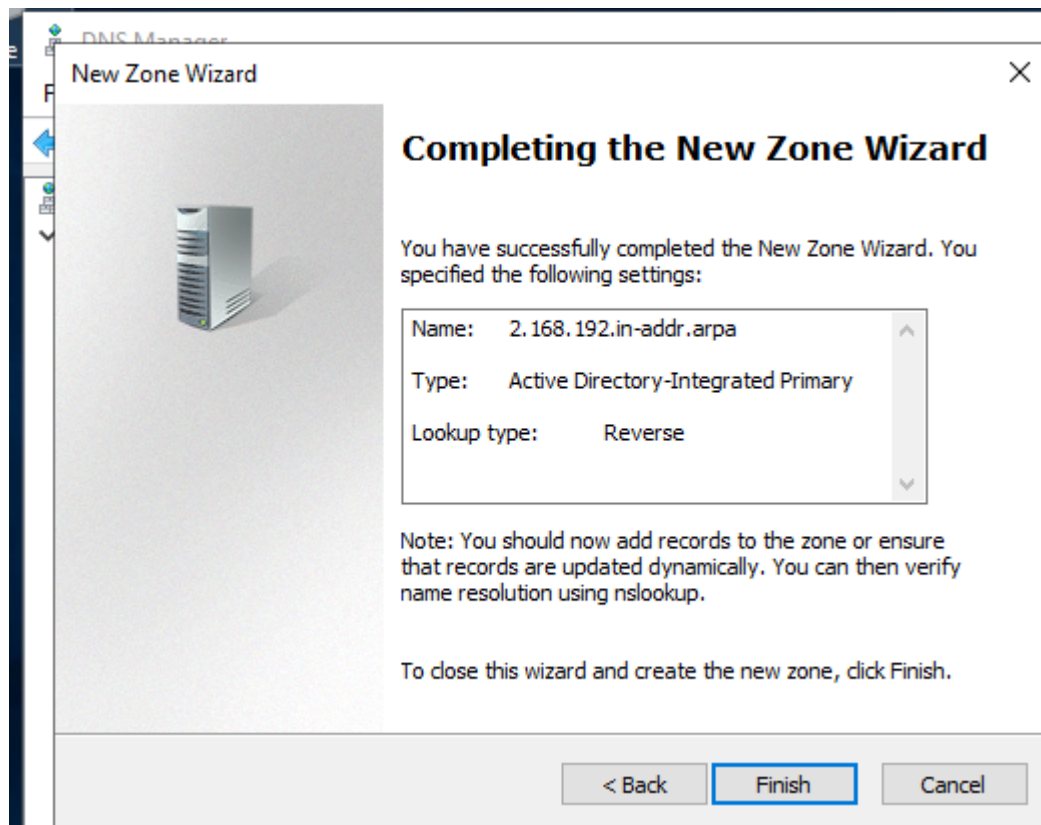 DNS Manager
New Zone Wizard
F
Completing the New Zone Wizard
You have successfully completed the New Zone Wizard. You
specified the following settings:
Name: 2.168.192.in-addr.arpa
Type: Active Directory-Integrated Primary
Lookup type: Reverse
Note: You should now add records to the zone or ensure
that records are updated dynamically. You can then verify
name resolution using nslookup.
To close this wizard and create the new zone, click Finish.
< Back Finish Cancel